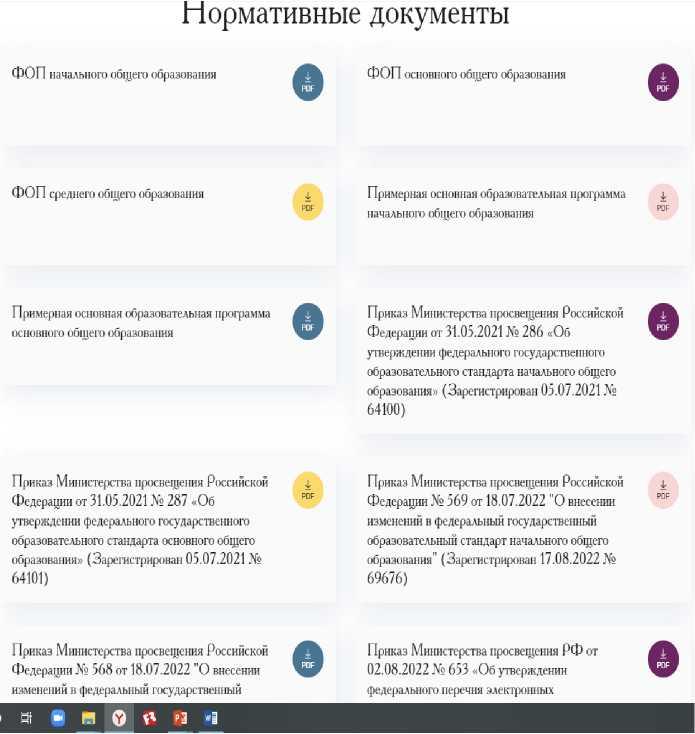 Нормативные документы
ФОП начального общего образования
PDF
ФОП основного общего образования
PDF
ФОП среднего общего образования
PDF
Примерная основная образовательная программа
начального общего образования
PDF
Примерная основная образовательная программа
основного общего образования
PDF
Приказ Министерства просвещения Российской
Федерации от 31.05.2021 № 286 «Об
утверждении федерального государственного
образовательного стандарта начального общего
образования» (Зарегистрирован 05.07.2021 №
64100)
PDF
Приказ Министерства просвещения Российской
Федерации от 31.05.2021 № 287 «Об
утверждении федерального государственного
образовательного стандарта основного общего
образования» (Зарегистрирован 05.07.2021 №
64101)
PDF
Приказ Министерства просвещения Российской
Федерации № 569 от 18.07.2022 "О внесении
изменений в федеральный государственный
образовательный стандарт начального общего
образования" (Зарегистрирован 17.08.2022 №
69676)
PDF
Приказ Министерства просвещения Российской
Федерации № 568 от 18.07.2022 "О внесении
изменений в федеральный государственный
PDF
Приказ Министерства просвещения РФ от
02.08.2022 № 653 «Об утверждении
федерального перечня электронных
PDF